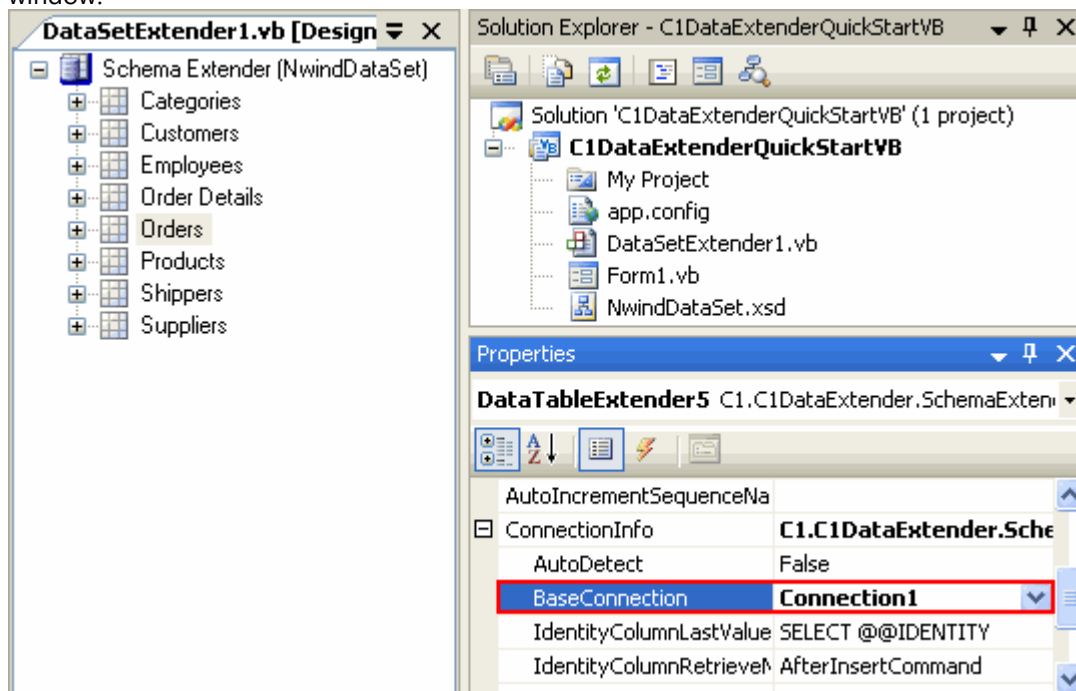 window.
DataSetExtender1.vb [Design
Schema Extender (NwindDataSet)
Categories
Customers
Employees
Order Details
Orders
Products
Shippers
Suppliers
Solution Explorer - C1DataExtenderQuickStartVB
Solution 'C1DataExtenderQuickStartVB' (1 project)
C1DataExtenderQuickStartVB
My Project
app.config
DataSetExtender1.vb
Form1.vb
NwindDataSet.xsd
Properties
DataTableExtender5 C1.C1DataExtender.SchemaExten
AutoIncrementSequenceNa
ConnectionInfo C1.C1DataExtender.Sche
AutoDetect False
BaseConnection Connection1
IdentityColumnLastValue SELECT @@IDENTITY
IdentityColumnRetrieveM AfterInsertCommand